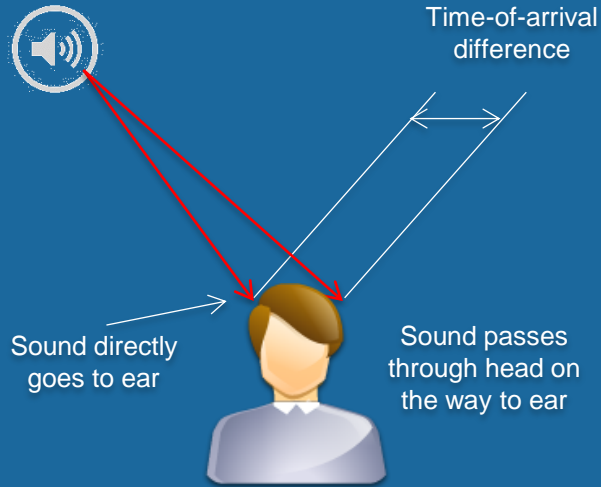 Time-of-arrival
difference
Sound directly
goes to ear
Sound passes
through head on
the way to ear